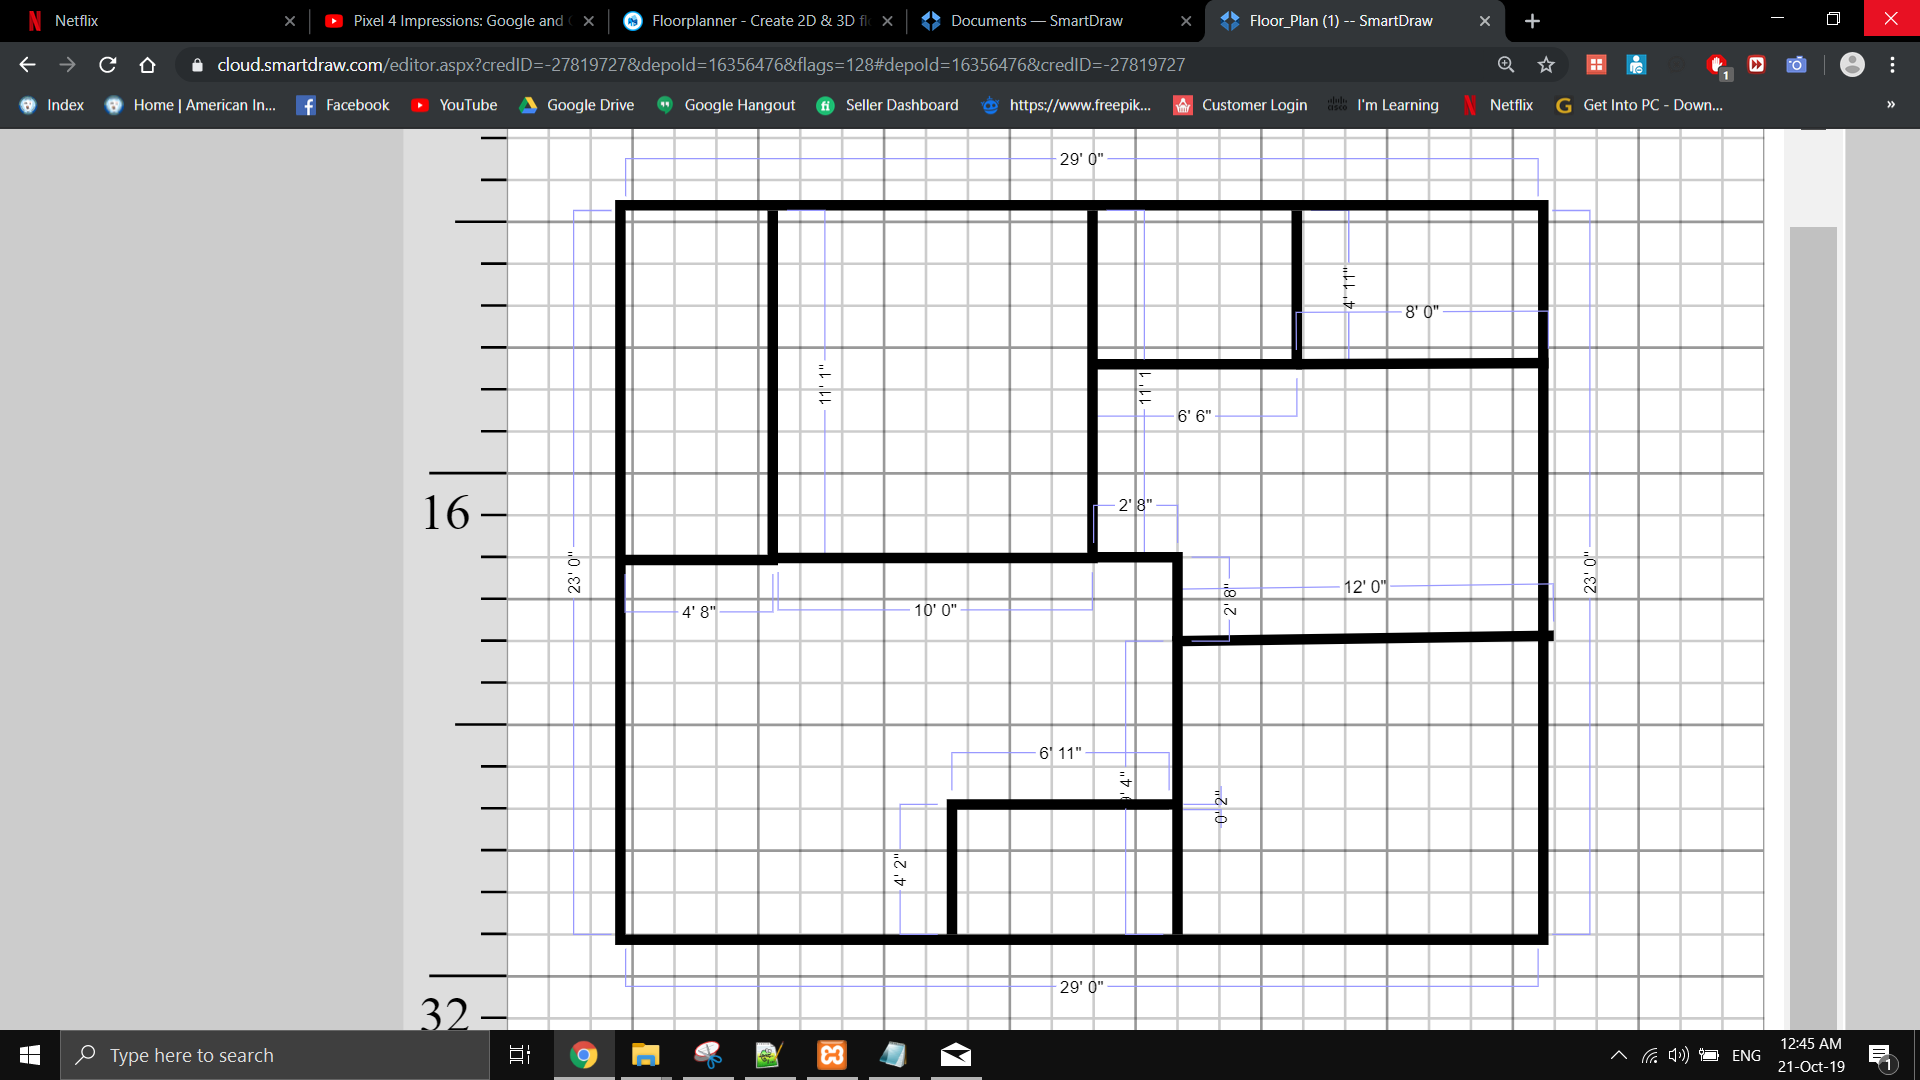 Netflix
Pixel 4 Impressions: Google and
Floorplanner - Create 2D & 3D fl
Documents — SmartDraw
Floor_Plan (1) -- SmartDraw
cloud.smartdraw.com/editor.aspx?credID=-27819727&depoId=16356476&flags=128#depoId=16356476&credID=-27819727
1
Index
Home | American In...
Facebook
YouTube
Google Drive
Google Hangout
Seller Dashboard
https://www.freepik...
Customer Login
I'm Learning
Netflix
Get Into PC - Down...
»
29' 0"
4' 11"
8' 0"
11' 1"
11' 1
6' 6"
16
2' 8"
23' 0"
23' 0"
12' 0"
2' 8"
4' 8"
10' 0"
6' 11"
' 4"
0' 2"
4' 2"
29' 0"
32
Type here to search
ENG
12:45 AM
21-Oct-19
1